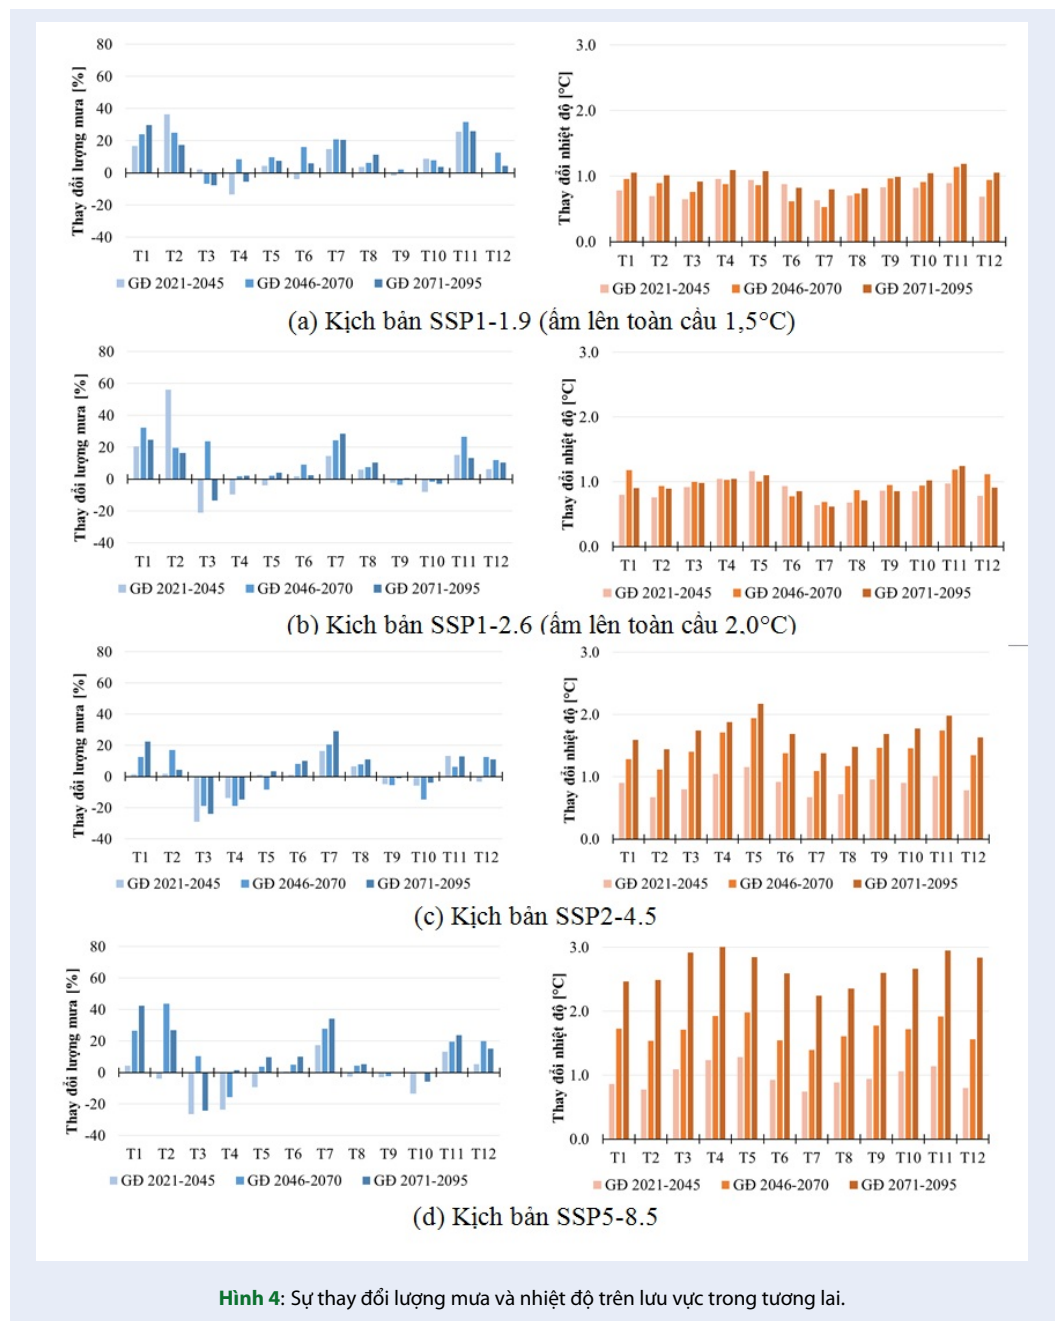 80
60
40
20
0
-20
-40
Thay đổi lượng mưa [%]
T1 T2 T3 T4 T5 T6 T7 T8 T9 T10 T11 T12
GĐ 2021-2045 GĐ 2046-2070 GĐ 2071-2095
3.0
2.0
1.0
0.0
Thay đổi nhiệt độ [°C]
T1 T2 T3 T4 T5 T6 T7 T8 T9 T10 T11 T12
GĐ 2021-2045 GĐ 2046-2070 GĐ 2071-2095
(a) Kịch bản SSP1-1.9 (ấm lên toàn cầu 1,5°C)
80
60
40
20
0
-20
-40
Thay đổi lượng mưa [%]
T1 T2 T3 T4 T5 T6 T7 T8 T9 T10 T11 T12
GĐ 2021-2045 GĐ 2046-2070 GĐ 2071-2095
3.0
2.0
1.0
0.0
Thay đổi nhiệt độ [°C]
T1 T2 T3 T4 T5 T6 T7 T8 T9 T10 T11 T12
GĐ 2021-2045 GĐ 2046-2070 GĐ 2071-2095
(b) Kịch bản SSP1-2.6 (ấm lên toàn cầu 2,0°C)
80
60
40
20
0
-20
-40
Thay đổi lượng mưa [%]
T1 T2 T3 T4 T5 T6 T7 T8 T9 T10 T11 T12
GĐ 2021-2045 GĐ 2046-2070 GĐ 2071-2095
3.0
2.0
1.0
0.0
Thay đổi nhiệt độ [°C]
T1 T2 T3 T4 T5 T6 T7 T8 T9 T10 T11 T12
GĐ 2021-2045 GĐ 2046-2070 GĐ 2071-2095
(c) Kịch bản SSP2-4.5
80
60
40
20
0
-20
-40
Thay đổi lượng mưa [%]
T1 T2 T3 T4 T5 T6 T7 T8 T9 T10 T11 T12
GĐ 2021-2045 GĐ 2046-2070 GĐ 2071-2095
3.0
2.0
1.0
0.0
Thay đổi nhiệt độ [°C]
T1 T2 T3 T4 T5 T6 T7 T8 T9 T10 T11 T12
GĐ 2021-2045 GĐ 2046-2070 GĐ 2071-2095
(d) Kịch bản SSP5-8.5
Hình 4: Sự thay đổi lượng mưa và nhiệt độ trên lưu vực trong tương lai.